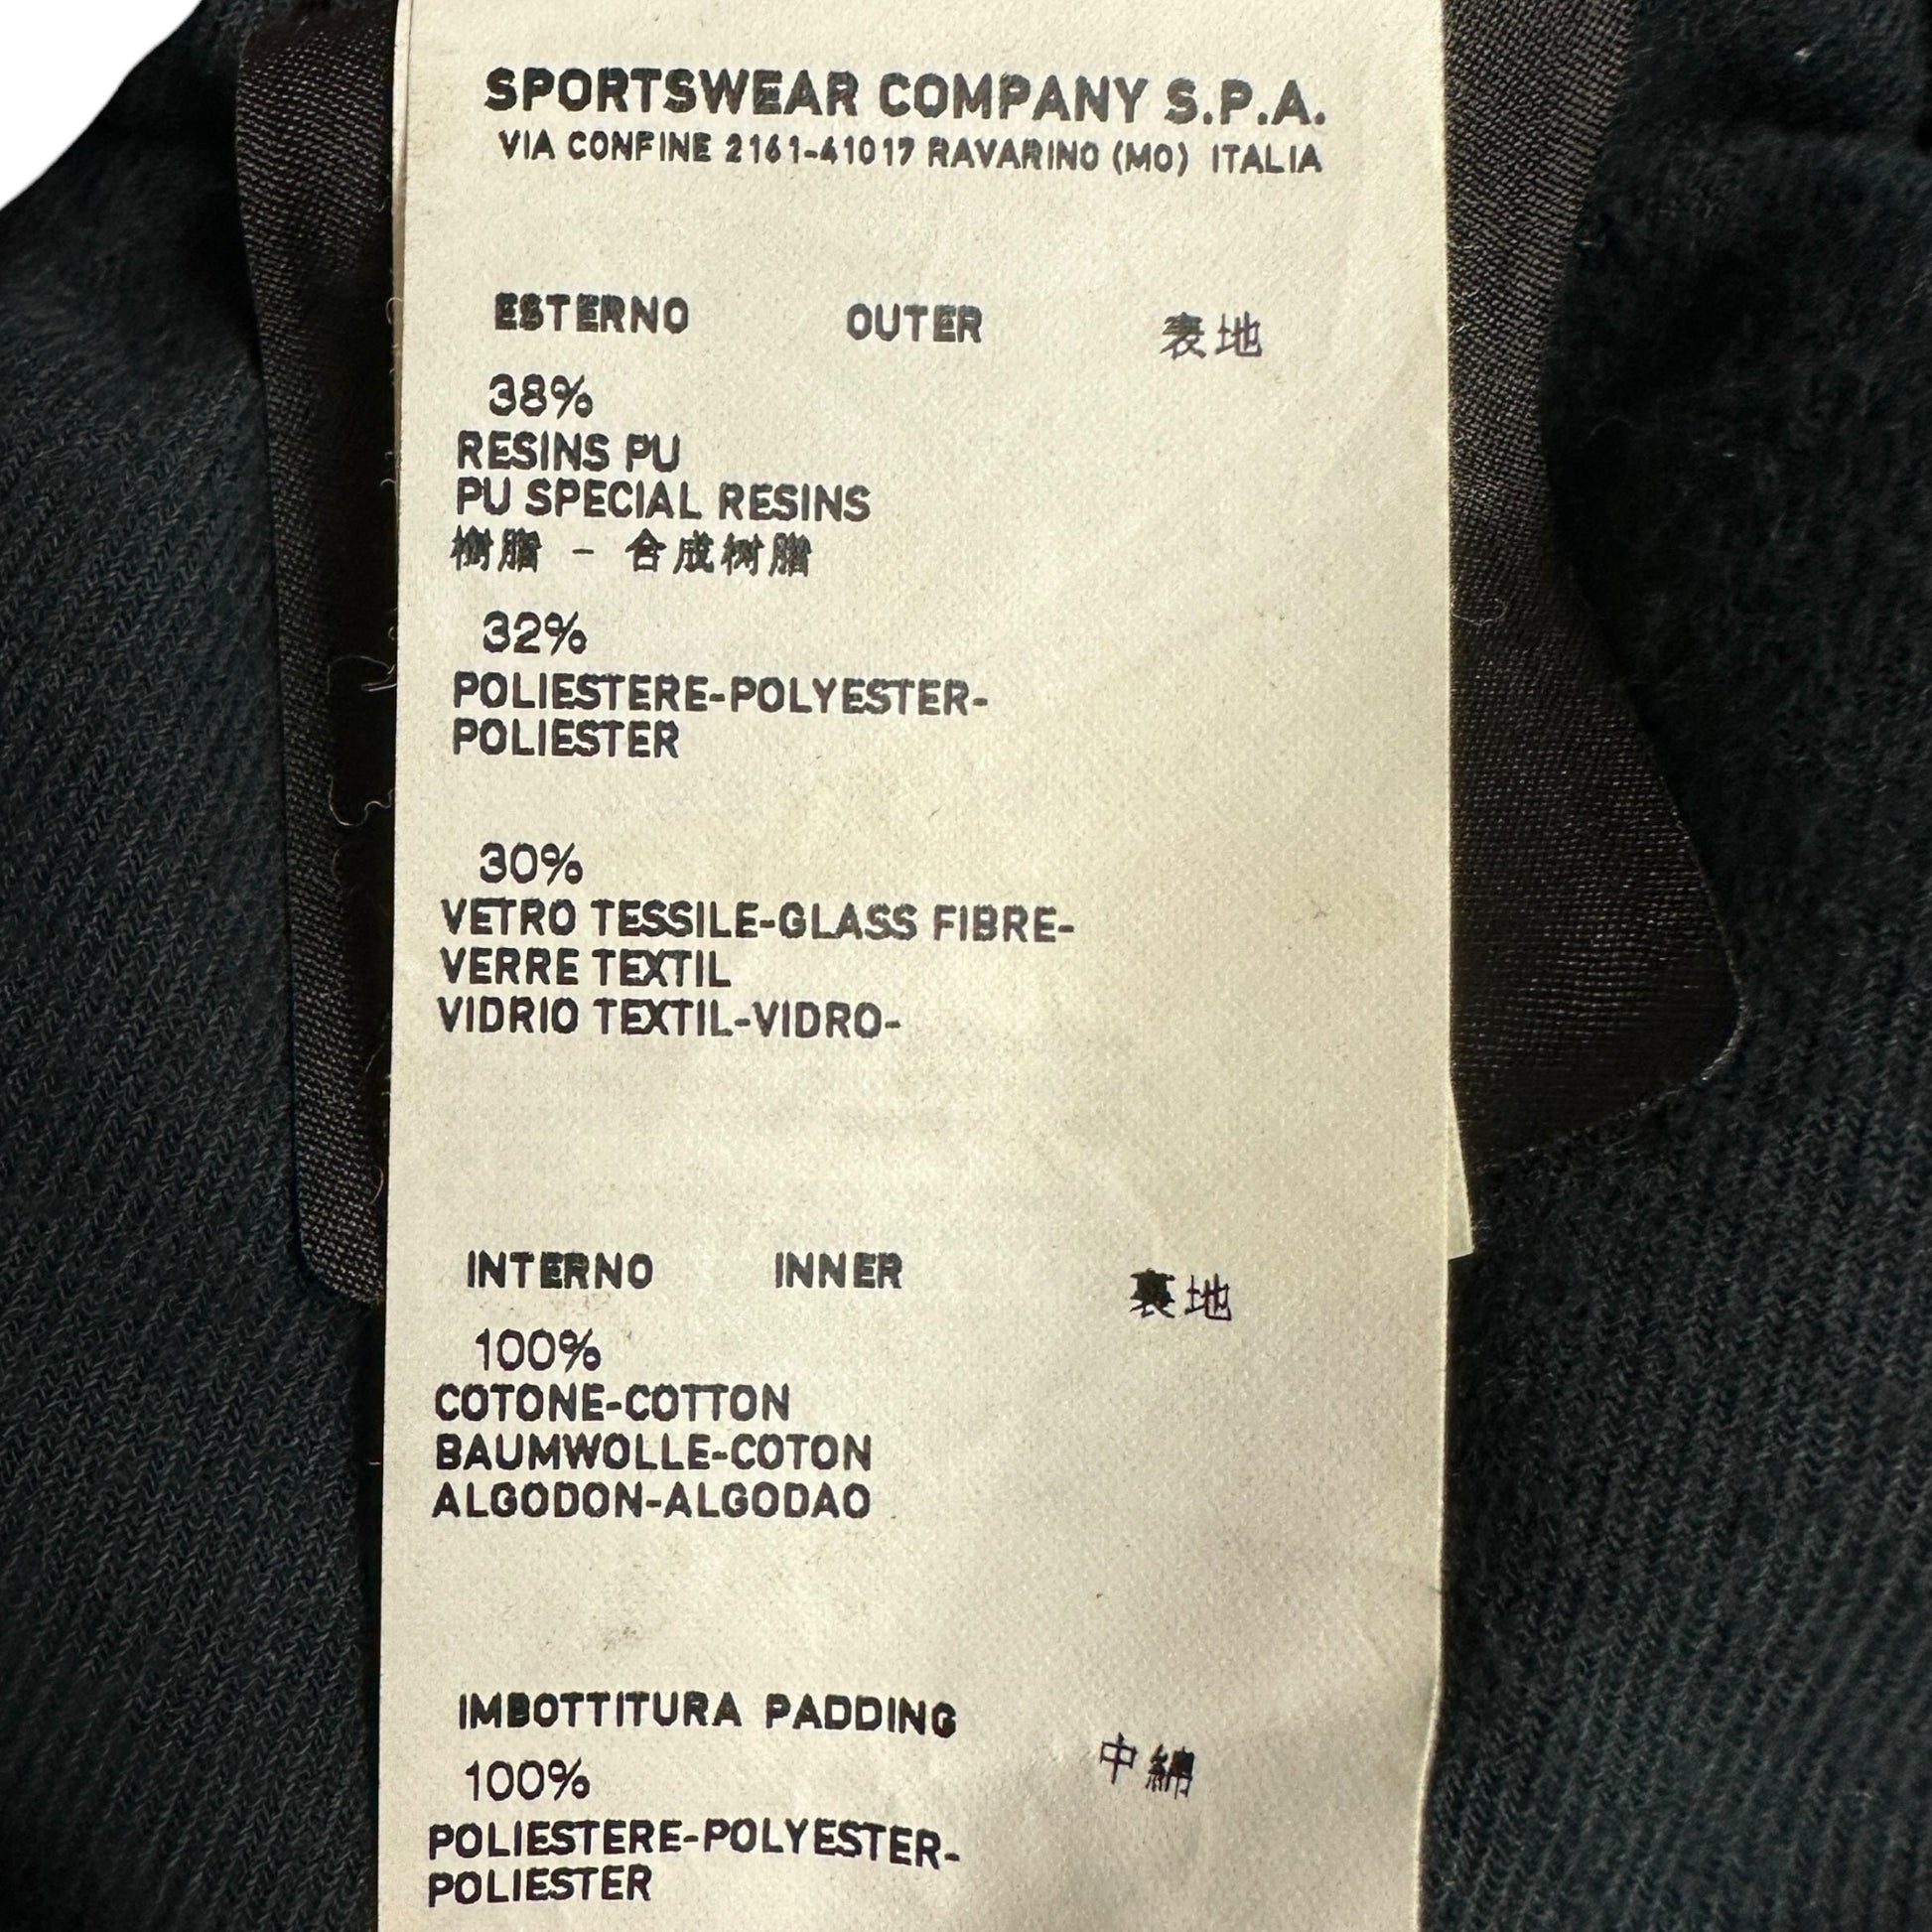 SPORTSWEAR COMPANY S.P.A.
VIA CONFINE 2161-41017 RAVARINO (MO) ITALIA
ESTERNO OUTER 表地
38%
RESINS PU
PU SPECIAL RESINS
樹脂 - 合成树脂
32%
POLIESTERE-POLYESTER-
POLIESTER
30%
VETRO TESSILE-GLASS FIBRE-
VERRE TEXTIL
VIDRIO TEXTIL-VIDRO-
INTERNO INNER 裏地
100%
COTONE-COTTON
BAUMWOLLE-COTON
ALGODON-ALGODAO
IMBOTTITURA PADDING 中綿
100%
POLIESTERE-POLYESTER-
POLIESTER